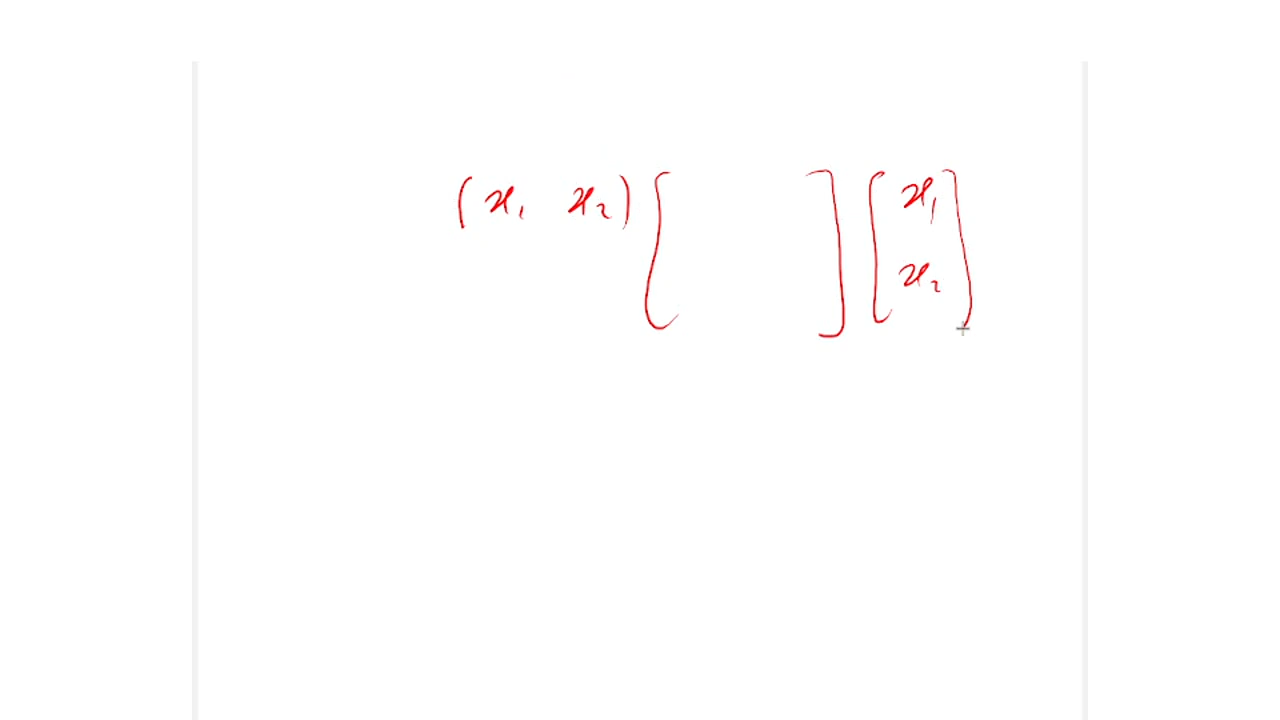 (x₁ x₂) [ ] [x₁
x₂]